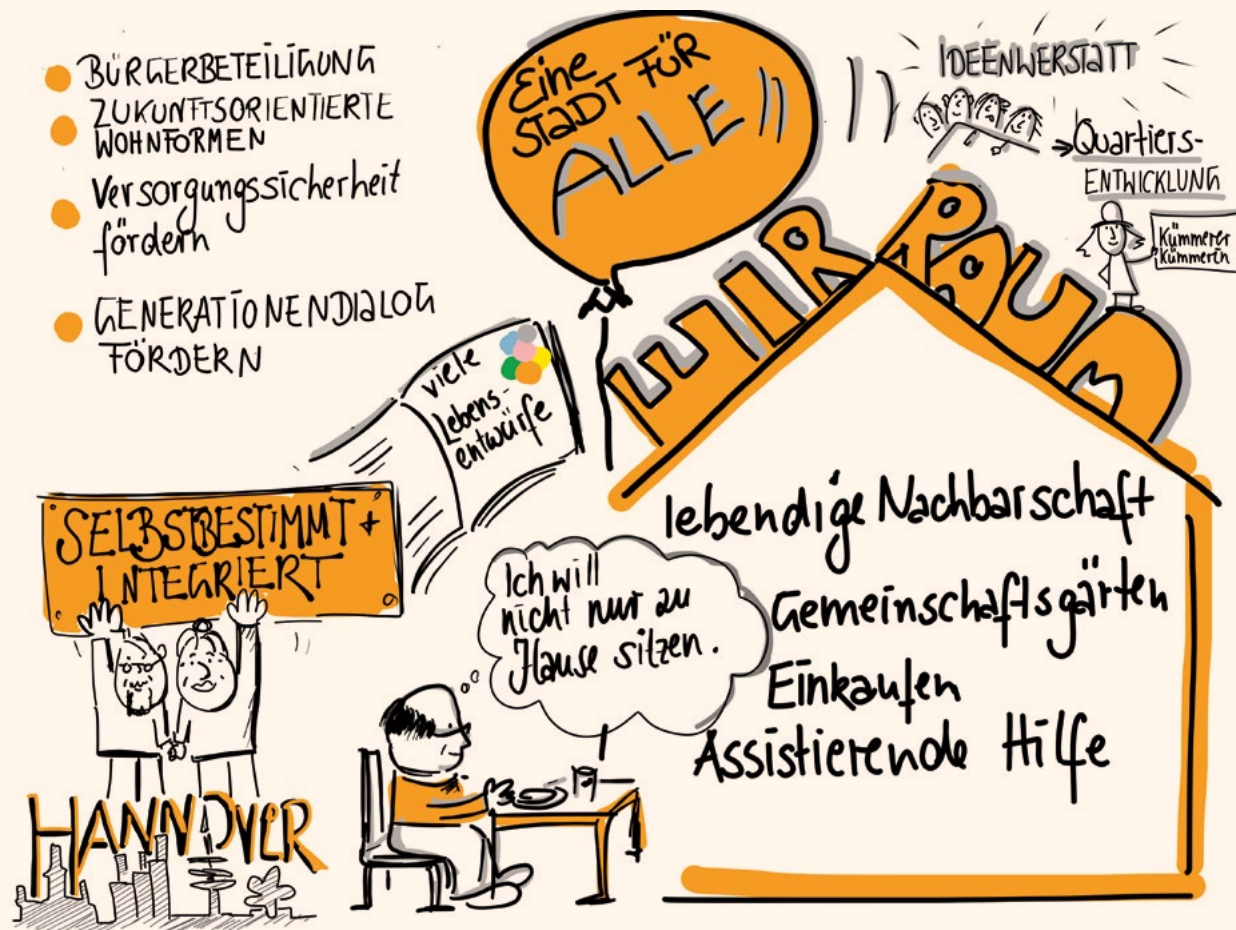 BÜRGERBETEILIGUNG
ZUKUNFTSORIENTIERTE
WOHNFORMEN
Versorgungssicherheit
fördern
GENERATIONENDIALOG
FÖRDERN
Eine
STADT FÜR
ALLE
IDEENWERSTATT
Quartiers-
ENTWICKLUNG
Kümmerer
Kümmerin
WIR RAUM
viele
Lebens-
entwürfe
SELBSTBESTIMMT +
INTEGRIERT
HANNOVER
Ich will
nicht nur zu
Hause sitzen.
lebendige Nachbarschaft
Gemeinschaftsgärten
Einkaufen
Assistierende Hilfe